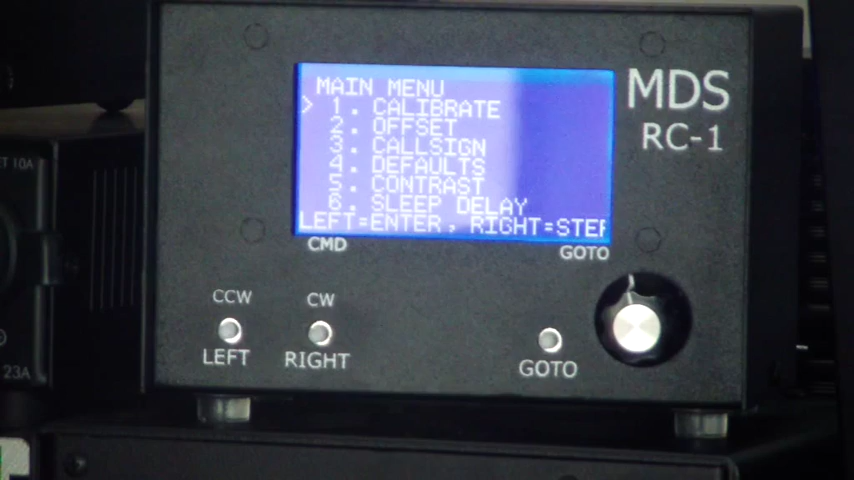 MAIN MENU
> 1. CALIBRATE
2. OFFSET
3. CALLSIGN
4. DEFAULTS
5. CONTRAST
6. SLEEP DELAY
LEFT=ENTER, RIGHT=STEP
CMD
GOTO
MDS
RC-1
CCW
CW
LEFT
RIGHT
GOTO
10A
23A